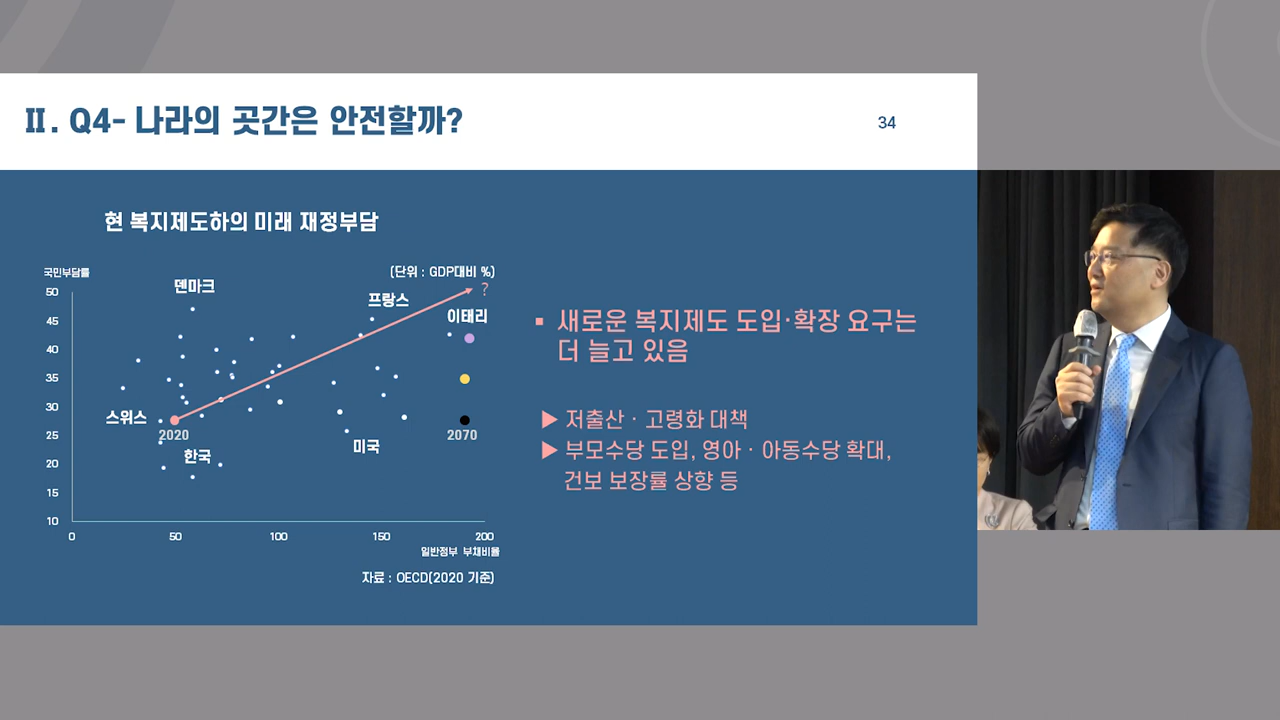 Ⅱ. Q4- 나라의 곳간은 안전할까?
34
현 복지제도하의 미래 재정부담
국민부담률
(단위 : GDP대비 %)
50
45
40
35
30
25
20
15
10
덴마크
프랑스
?
이태리
스위스
2020
2070
한국
미국
0
50
100
150
200
일반정부 부채비율
자료 : OECD(2020 기준)
▪ 새로운 복지제도 도입·확장 요구는
더 늘고 있음
▶ 저출산 · 고령화 대책
▶ 부모수당 도입, 영아 · 아동수당 확대,
건보 보장률 상향 등